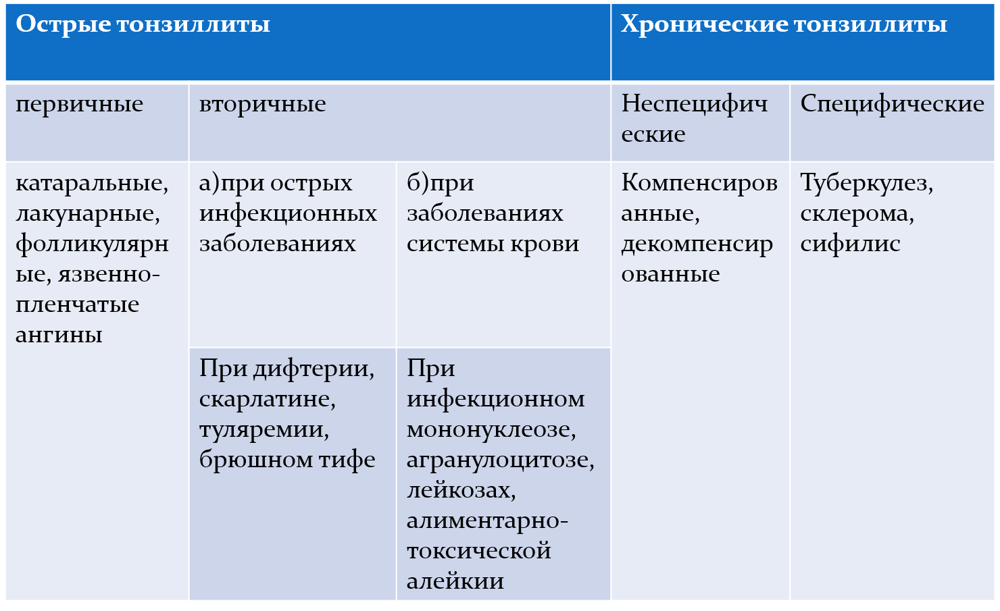 Острые тонзиллиты
Хронические тонзиллиты
первичные
вторичные
Неспецифич
еские
Специфические
катаральные,
лакунарные,
фолликулярн
ые, язвенно-
пленчатые
ангины
а)при острых
инфекционных
заболеваниях
б)при
заболеваниях
системы крови
Компенсиров
анные,
декомпенсир
ованные
Туберкулез,
склерома,
сифилис
При дифтерии,
скарлатине,
туляремии,
брюшном тифе
При
инфекционном
мононуклеозе,
агранулоцитозе,
лейкозах,
алиментарно-
токсической
алейкии